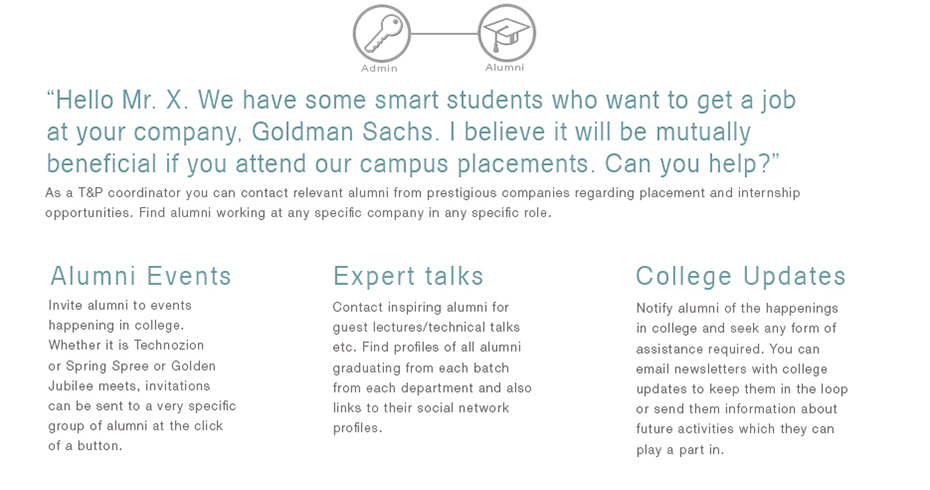 Admin
Alumni
“Hello Mr. X. We have some smart students who want to get a job
at your company, Goldman Sachs. I believe it will be mutually
beneficial if you attend our campus placements. Can you help?”
As a T&P coordinator you can contact relevant alumni from prestigious companies regarding placement and internship
opportunities. Find alumni working at any specific company in any specific role.
Alumni Events
Invite alumni to events
happening in college.
Whether it is Technozion
or Spring Spree or Golden
Jubilee meets, invitations
can be sent to a very specific
group of alumni at the click
of a button.
Expert talks
Contact inspiring alumni for
guest lectures/technical talks
etc. Find profiles of all alumni
graduating from each batch
from each department and also
links to their social network
profiles.
College Updates
Notify alumni of the happenings
in college and seek any form of
assistance required. You can
email newsletters with college
updates to keep them in the loop
or send them information about
future activities which they can
play a part in.